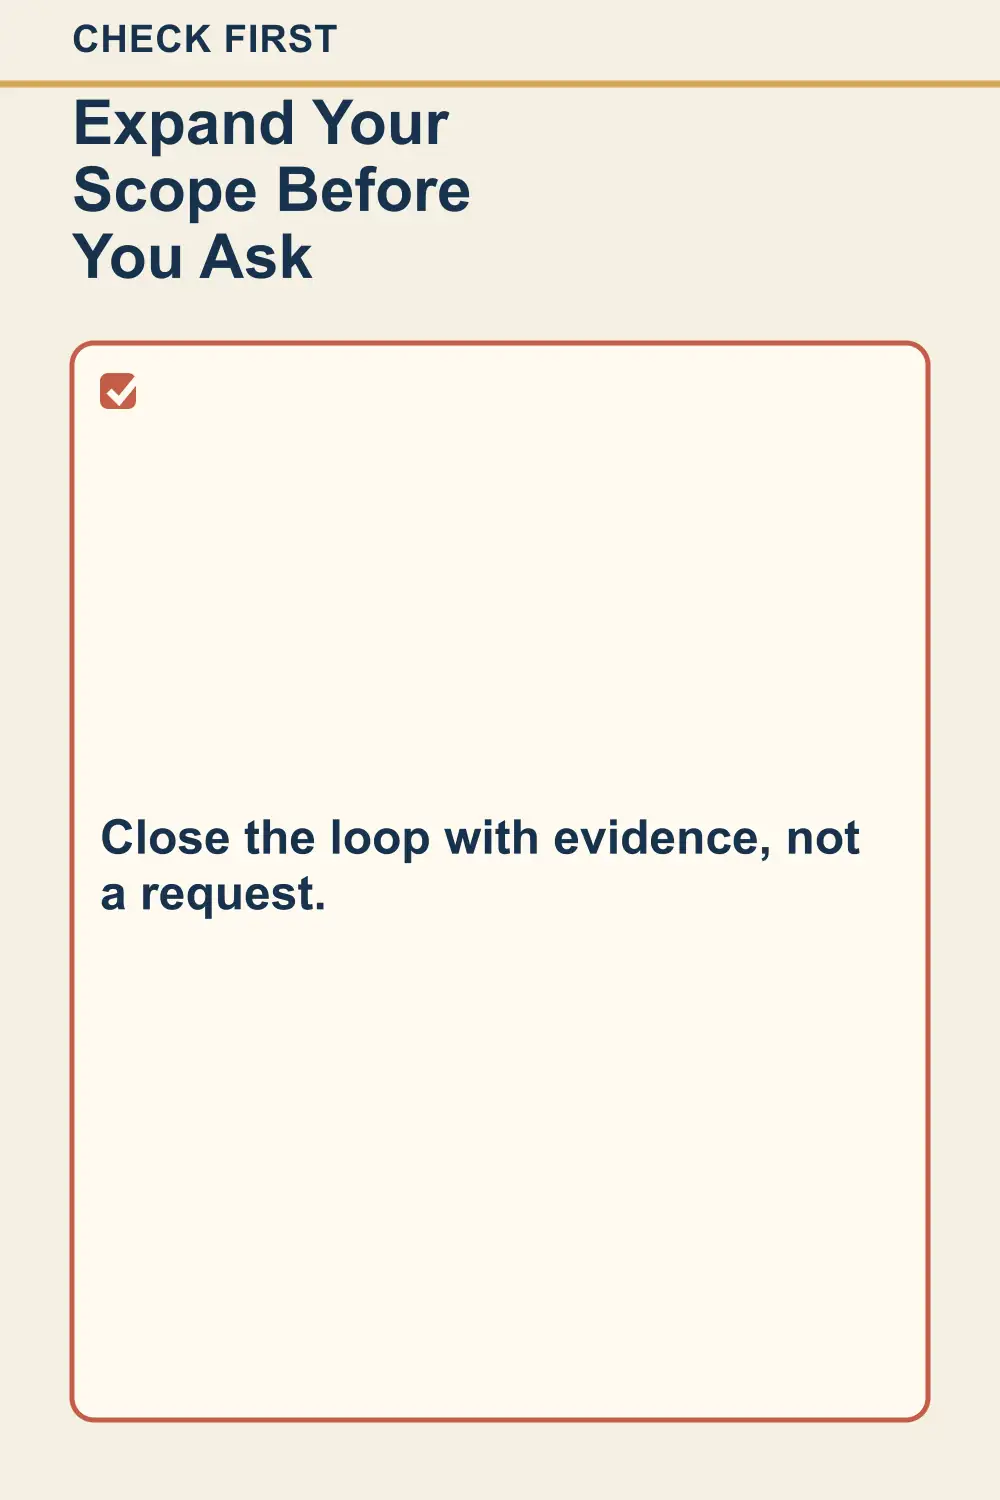 CHECK FIRST
Expand Your
Scope Before
You Ask
Close the loop with evidence, not
a request.